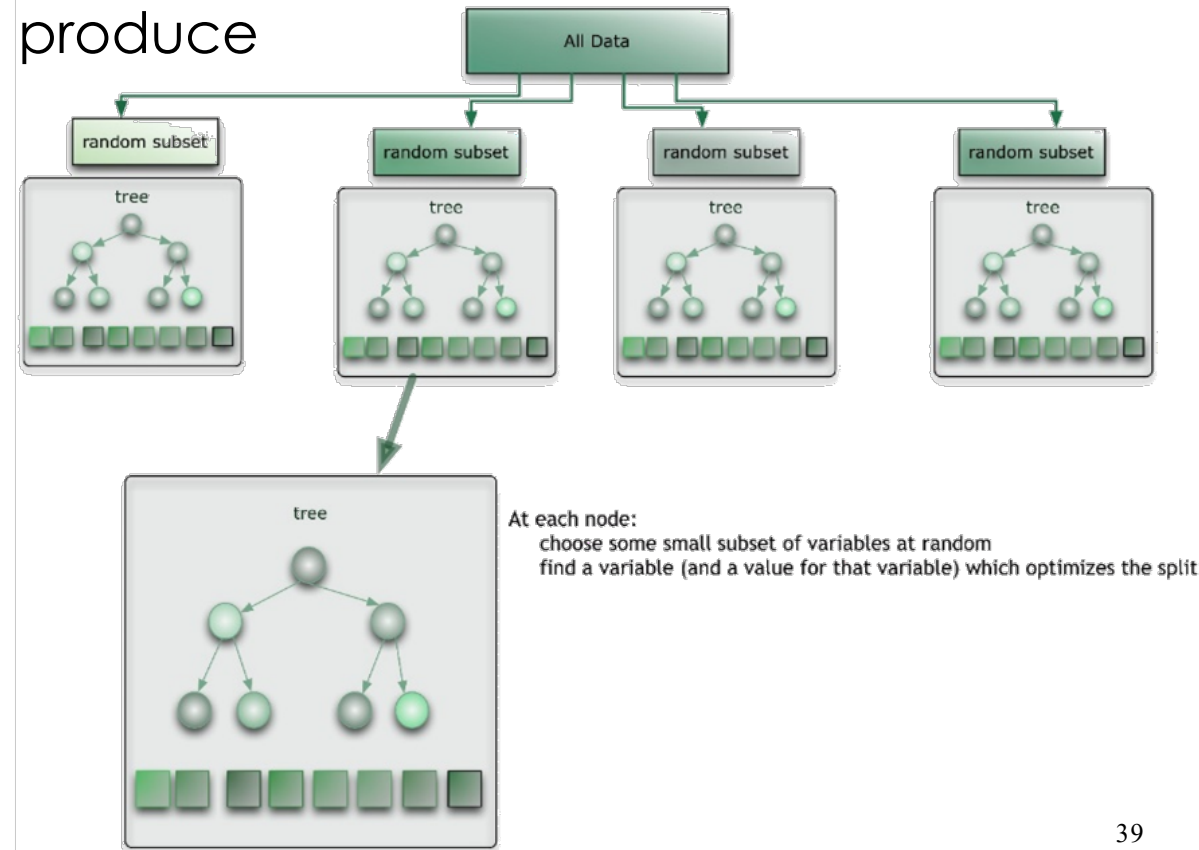 produce
All Data
random subset
random subset
random subset
random subset
tree
tree
tree
tree
tree
At each node:
choose some small subset of variables at random
find a variable (and a value for that variable) which optimizes the split
39